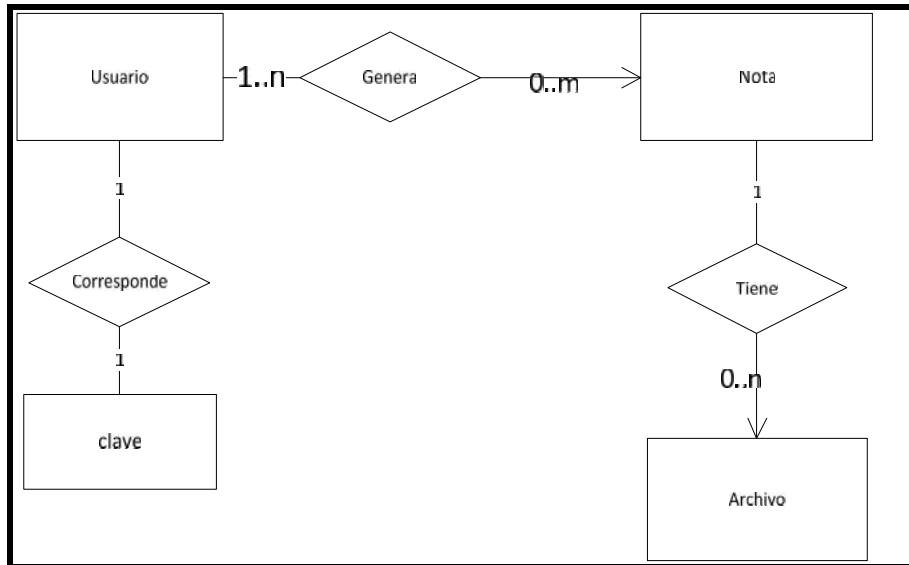 Usuario
1..n
Genera
0..m
Nota
1
Corresponde
1
clave
1
Tiene
0..n
Archivo